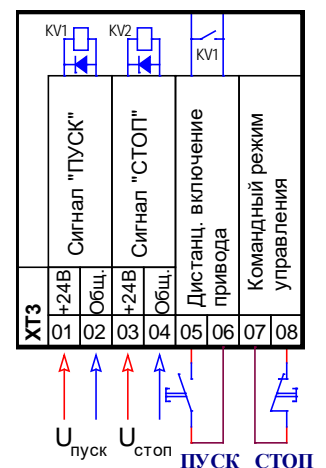 KV1
KV2
KV1
Сигнал "ПУСК"
Сигнал "СТОП"
Дистанц. включение
привода
Командный режим
управления
+24В
Общ.
+24В
Общ.
XT3
01 02 03 04 05 06 07 08
Uпуск Uстоп
ПУСК СТОП